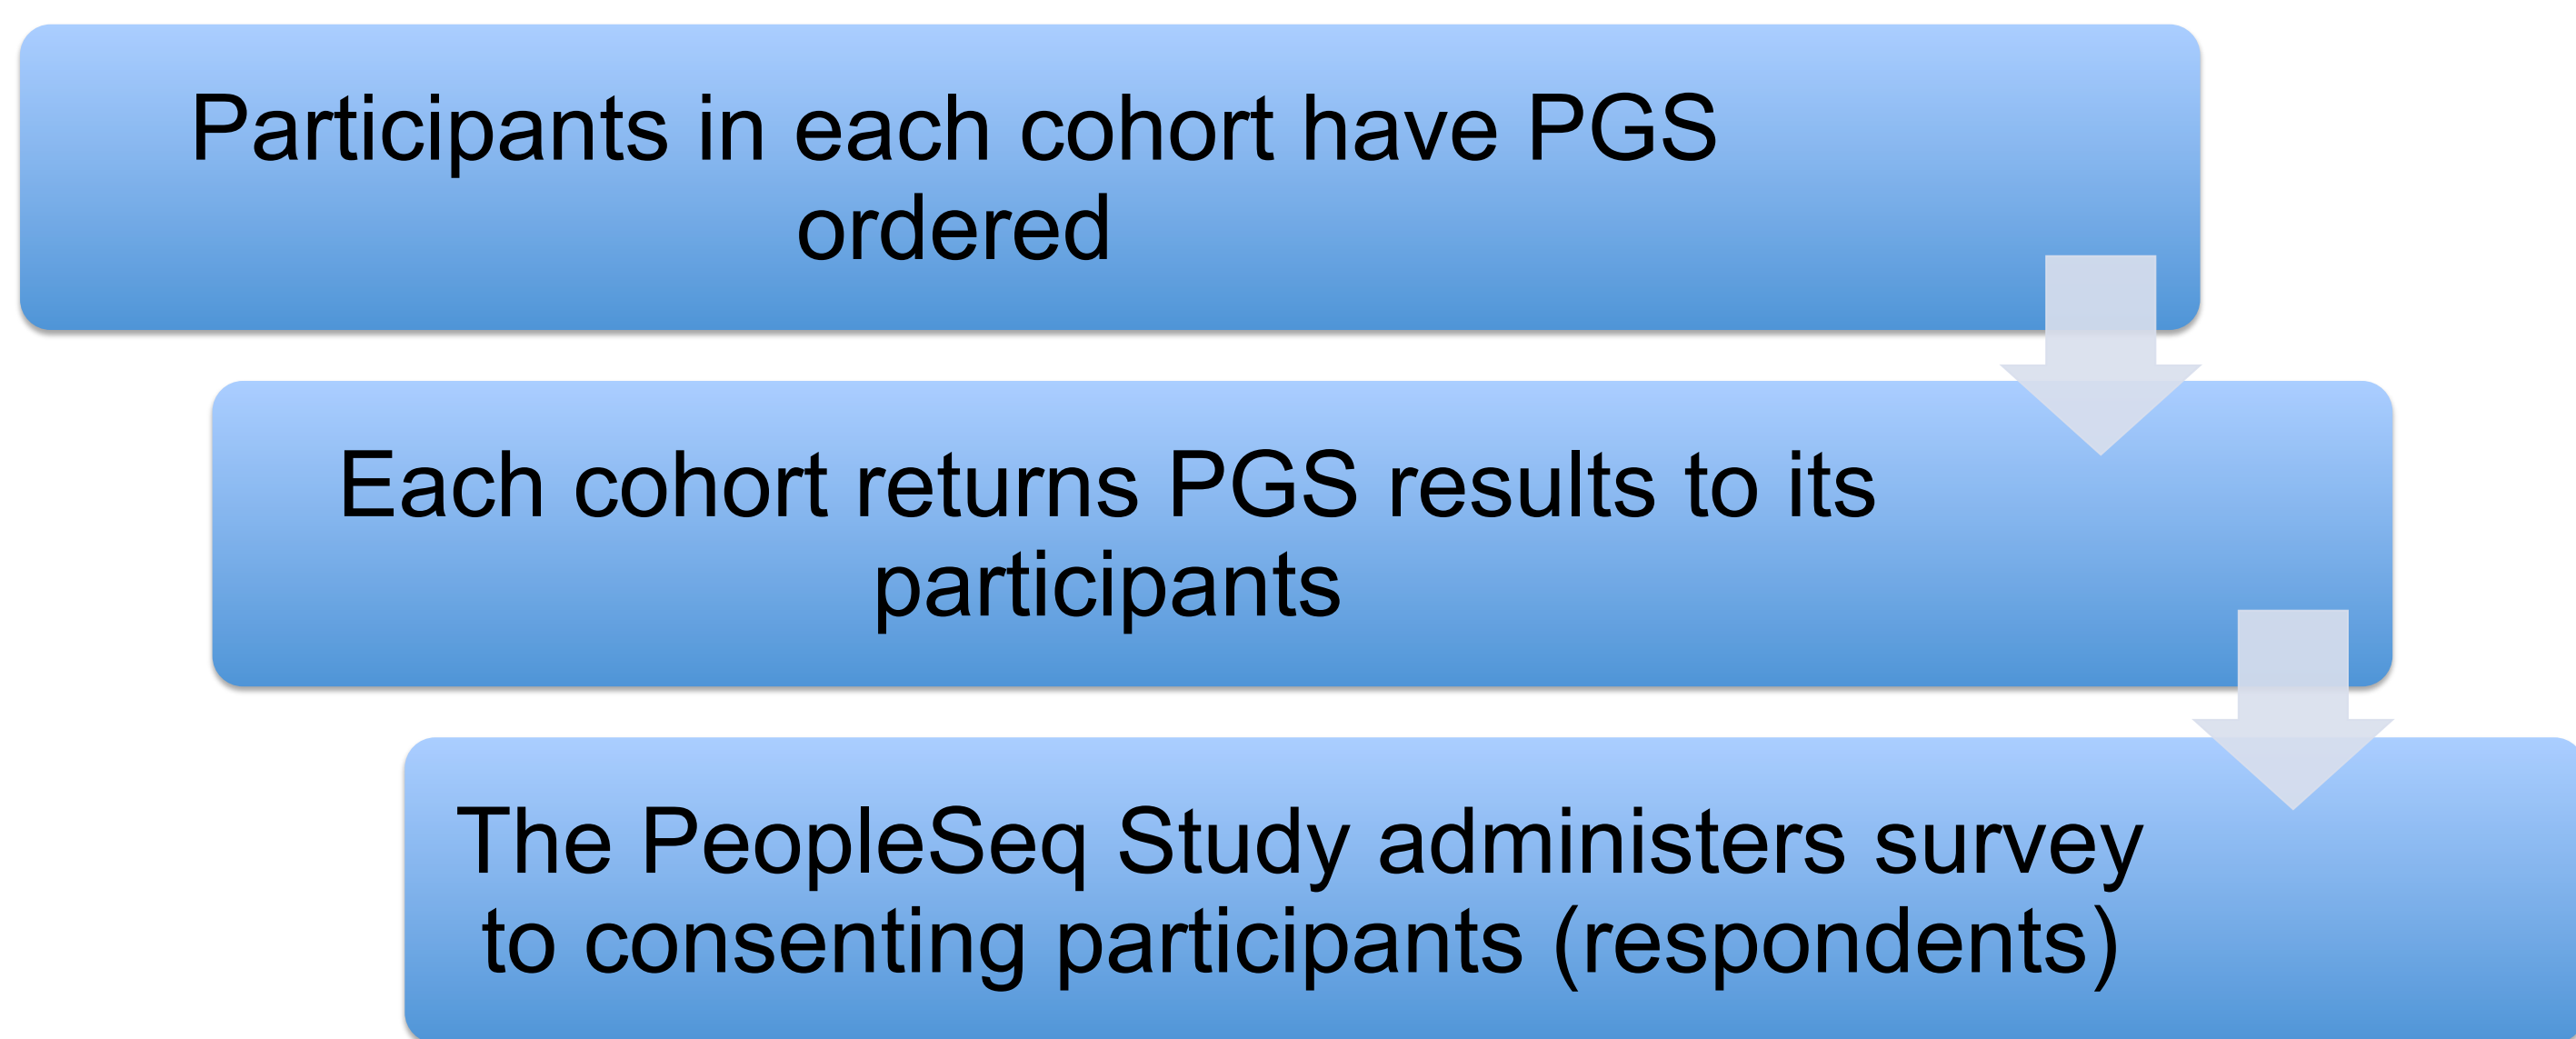 Participants in each cohort have PGS
ordered
Each cohort returns PGS results to its
participants
The PeopleSeq Study administers survey
to consenting participants (respondents)